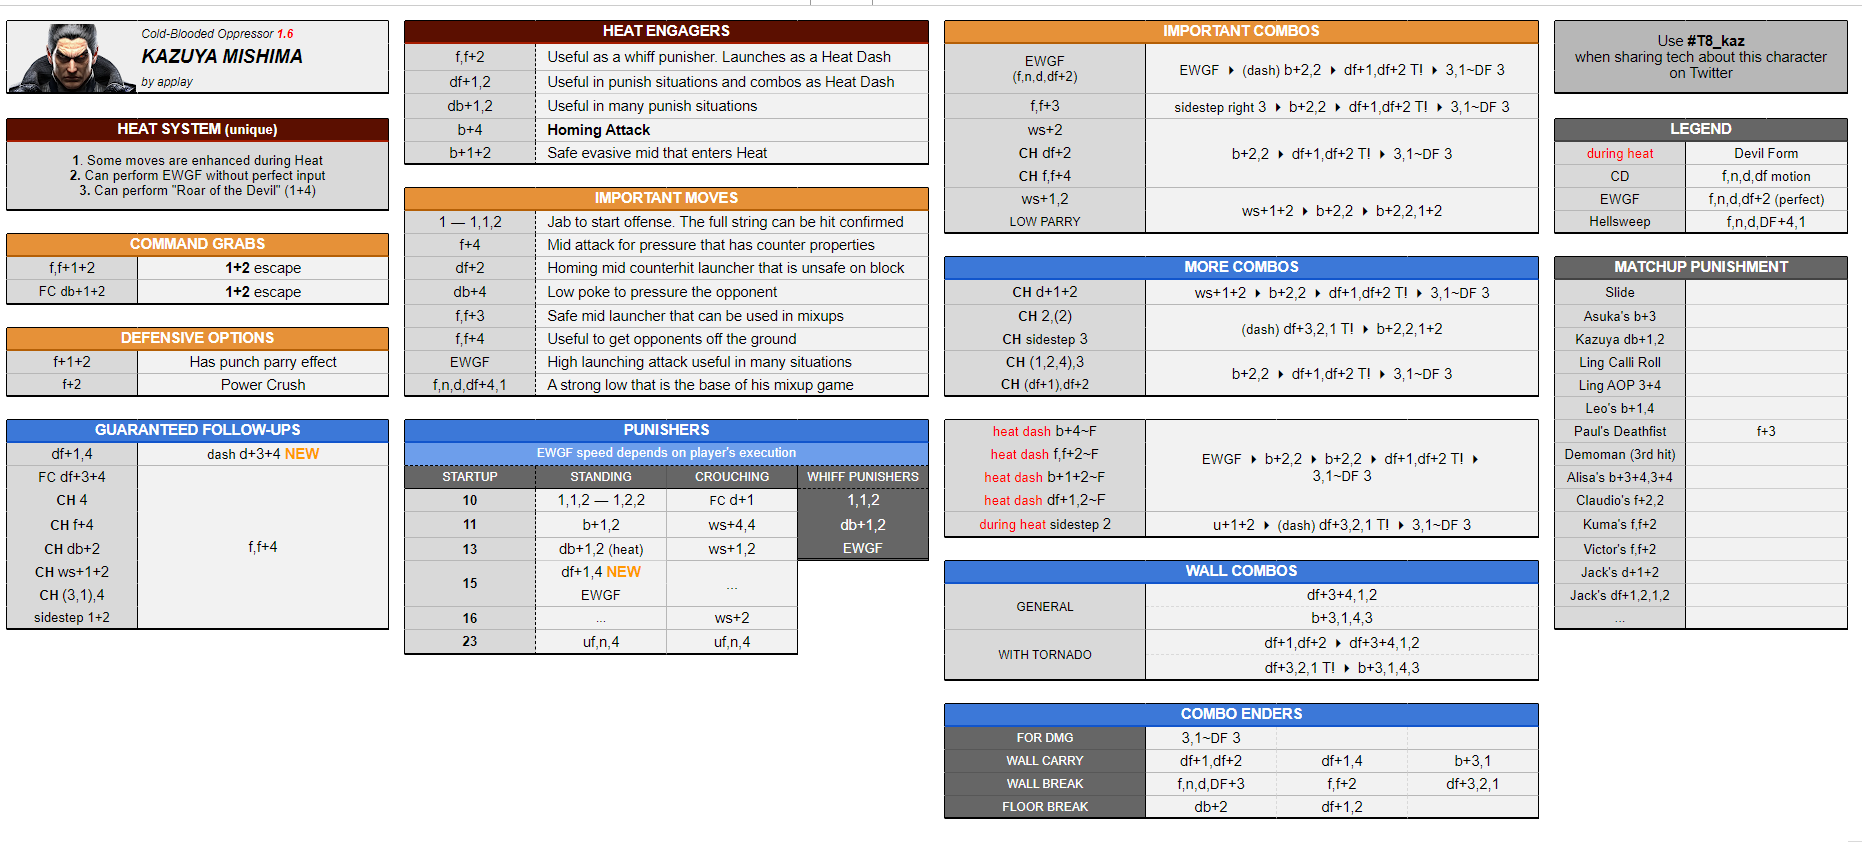 Cold-Blooded Oppressor 1.6
KAZUYA MISHIMA
by applay
HEAT SYSTEM (unique)
1. Some moves are enhanced during Heat
2. Can perform EWGF without perfect input
3. Can perform "Roar of the Devil" (1+4)
COMMAND GRABS
f,f+1+2 1+2 escape
FC db+1+2 1+2 escape
DEFENSIVE OPTIONS
f+1+2 Has punch parry effect
f+2 Power Crush
GUARANTEED FOLLOW-UPS
df+1,4 dash d+3+4 NEW
FC df+3+4
CH 4
CH f+4
CH db+2
f,f+4
CH ws+1+2
CH (3,1),4
sidestep 1+2
HEAT ENGAGERS
f,f+2 Useful as a whiff punisher. Launches as a Heat Dash
df+1,2 Useful in punish situations and combos as Heat Dash
db+1,2 Useful in many punish situations
b+4 Homing Attack
b+1+2 Safe evasive mid that enters Heat
IMPORTANT MOVES
1 — 1,1,2 Jab to start offense. The full string can be hit confirmed
f+4 Mid attack for pressure that has counter properties
df+2 Homing mid counterhit launcher that is unsafe on block
db+4 Low poke to pressure the opponent
f,f+3 Safe mid launcher that can be used in mixups
f,f+4 Useful to get opponents off the ground
EWGF High launching attack useful in many situations
f,n,d,df+4,1 A strong low that is the base of his mixup game
PUNISHERS
EWGF speed depends on player's execution
STARTUP STANDING CROUCHING WHIFF PUNISHERS
10 1,1,2 — 1,2,2 FC d+1 1,1,2
11 b+1,2 ws+4,4 db+1,2
13 db+1,2 (heat) ws+1,2 EWGF
15 df+1,4 NEW ...
EWGF
16 ... ws+2
23 uf,n,4 uf,n,4
IMPORTANT COMBOS
EWGF
(f,n,d,df+2)
EWGF ▸ (dash) b+2,2 ▸ df+1,df+2 T! ▸ 3,1~DF 3
f,f+3 sidestep right 3 ▸ b+2,2 ▸ df+1,df+2 T! ▸ 3,1~DF 3
ws+2
CH df+2
b+2,2 ▸ df+1,df+2 T! ▸ 3,1~DF 3
CH f,f+4
ws+1,2
LOW PARRY
ws+1+2 ▸ b+2,2 ▸ b+2,2,1+2
MORE COMBOS
CH d+1+2 ws+1+2 ▸ b+2,2 ▸ df+1,df+2 T! ▸ 3,1~DF 3
CH 2,(2)
CH sidestep 3
(dash) df+3,2,1 T! ▸ b+2,2,1+2
CH (1,2,4),3
CH (df+1),df+2
b+2,2 ▸ df+1,df+2 T! ▸ 3,1~DF 3
heat dash b+4~F
heat dash f,f+2~F
heat dash b+1+2~F
heat dash df+1,2~F
EWGF ▸ b+2,2 ▸ b+2,2 ▸ df+1,df+2 T! ▸
3,1~DF 3
during heat sidestep 2 u+1+2 ▸ (dash) df+3,2,1 T! ▸ 3,1~DF 3
WALL COMBOS
GENERAL
df+3+4,1,2
b+3,1,4,3
WITH TORNADO
df+1,df+2 ▸ df+3+4,1,2
df+3,2,1 T! ▸ b+3,1,4,3
COMBO ENDERS
FOR DMG 3,1~DF 3
WALL CARRY df+1,df+2 df+1,4 b+3,1
WALL BREAK f,n,d,DF+3 f,f+2 df+3,2,1
FLOOR BREAK db+2 df+1,2
Use #T8_kaz
when sharing tech about this character
on Twitter
LEGEND
during heat Devil Form
CD f,n,d,df motion
EWGF f,n,d,df+2 (perfect)
Hellsweep f,n,d,DF+4,1
MATCHUP PUNISHMENT
Slide
Asuka's b+3
Kazuya db+1,2
Ling Calli Roll
Ling AOP 3+4
Leo's b+1,4
Paul's Deathfist f+3
Demoman (3rd hit)
Alisa's b+3+4,3+4
Claudio's f+2,2
Kuma's f,f+2
Victor's f,f+2
Jack's d+1+2
Jack's df+1,2,1,2
...